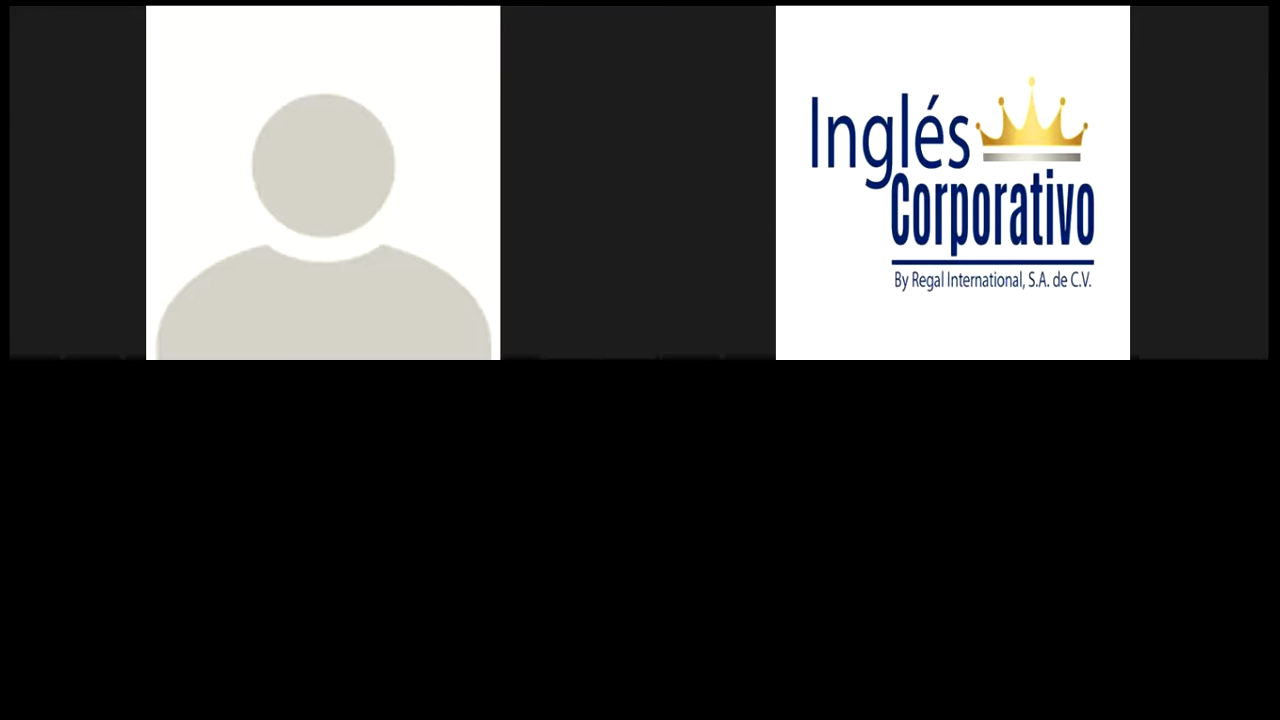 Inglés
Corporativo
By Regal International, S.A. de C.V.